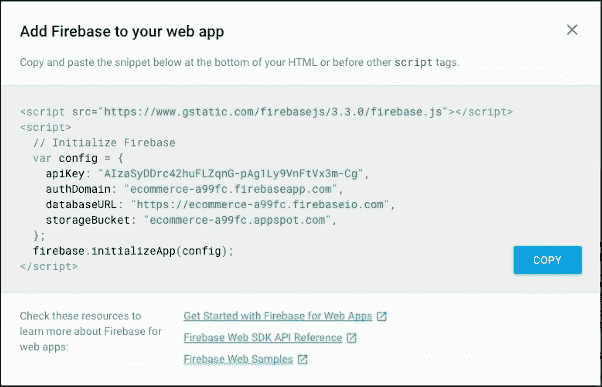 Add Firebase to your web app
Copy and paste the snippet below at the bottom of your HTML or before other script tags.
<script src="https://www.gstatic.com/firebasejs/3.3.0/firebase.js"></script>
<script>
// Initialize Firebase
var config = {
apiKey: "AIzaSyDDrc42huFLZqnG-pAg1Ly9VnFtVx3m-Cg",
authDomain: "ecommerce-a99fc.firebaseapp.com",
databaseURL: "https://ecommerce-a99fc.firebaseio.com",
storageBucket: "ecommerce-a99fc.appspot.com",
};
firebase.initializeApp(config);
</script>
COPY
Check these resources to
learn more about Firebase for
web apps:
Get Started with Firebase for Web Apps
Firebase Web SDK API Reference
Firebase Web Samples